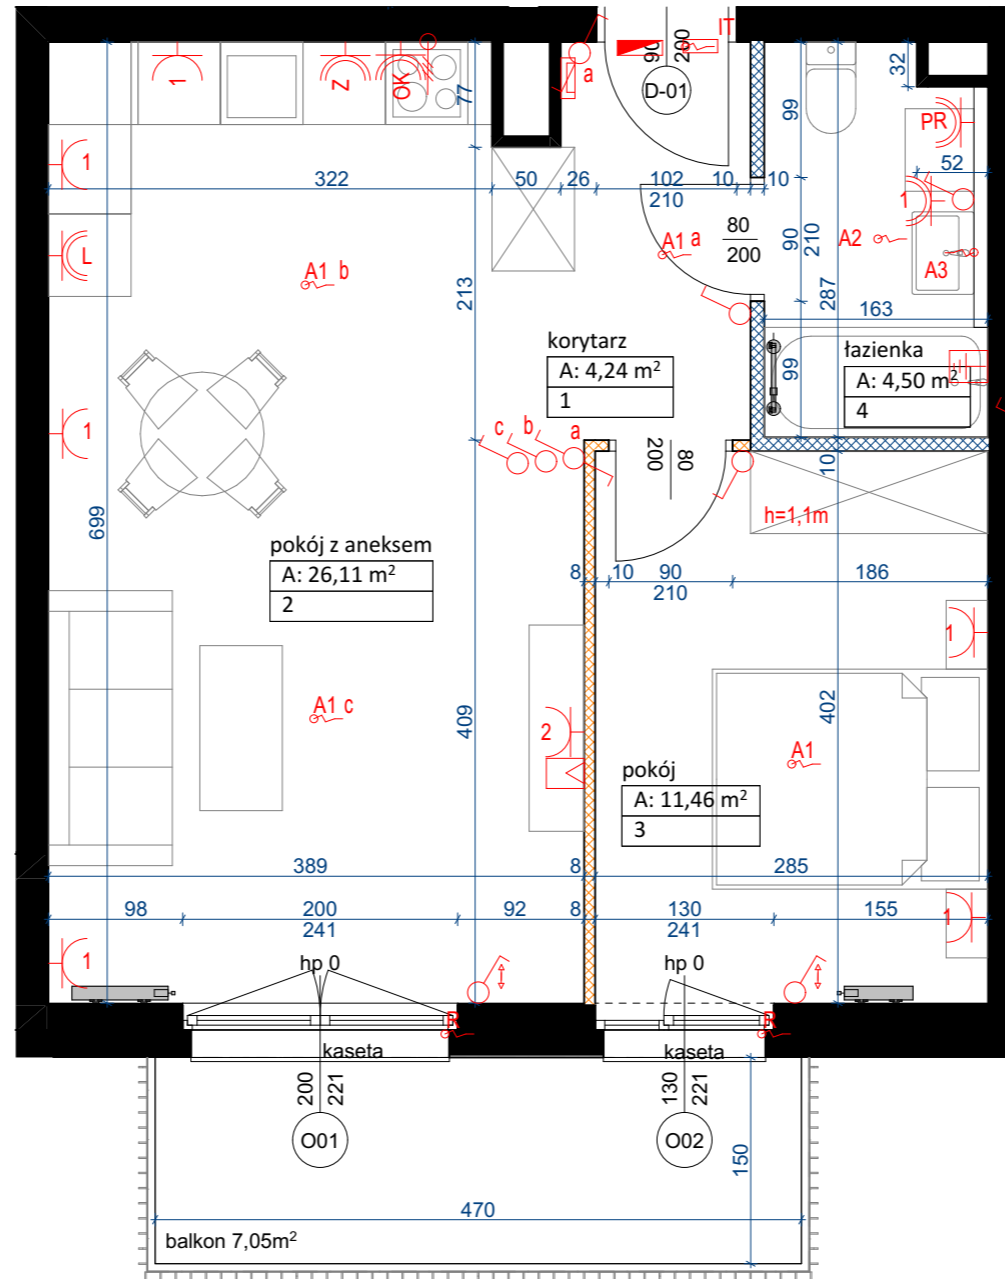 IT
90
200
D-01
1
Z
OK
a
77
32
99
PR
1
52
322
50
26
102
10
10
210
1
80
200
90
210
A2
L
A1 a
A3
A1 b
213
287
163
korytarz
A: 4,24 m²
1
99
łazienka
A: 4,50 m²
4
1
c
b
a
80
200
10
h=1,1m
699
pokój z aneksem
A: 26,11 m²
2
8
10
90
210
186
1
402
A1 c
409
2
A1
pokój
A: 11,46 m²
3
389
8
285
98
200
241
92
8
130
241
155
1
1
hp 0
hp 0
R
R
kaseta
kaseta
200
221
130
221
O01
O02
150
470
balkon 7,05m²